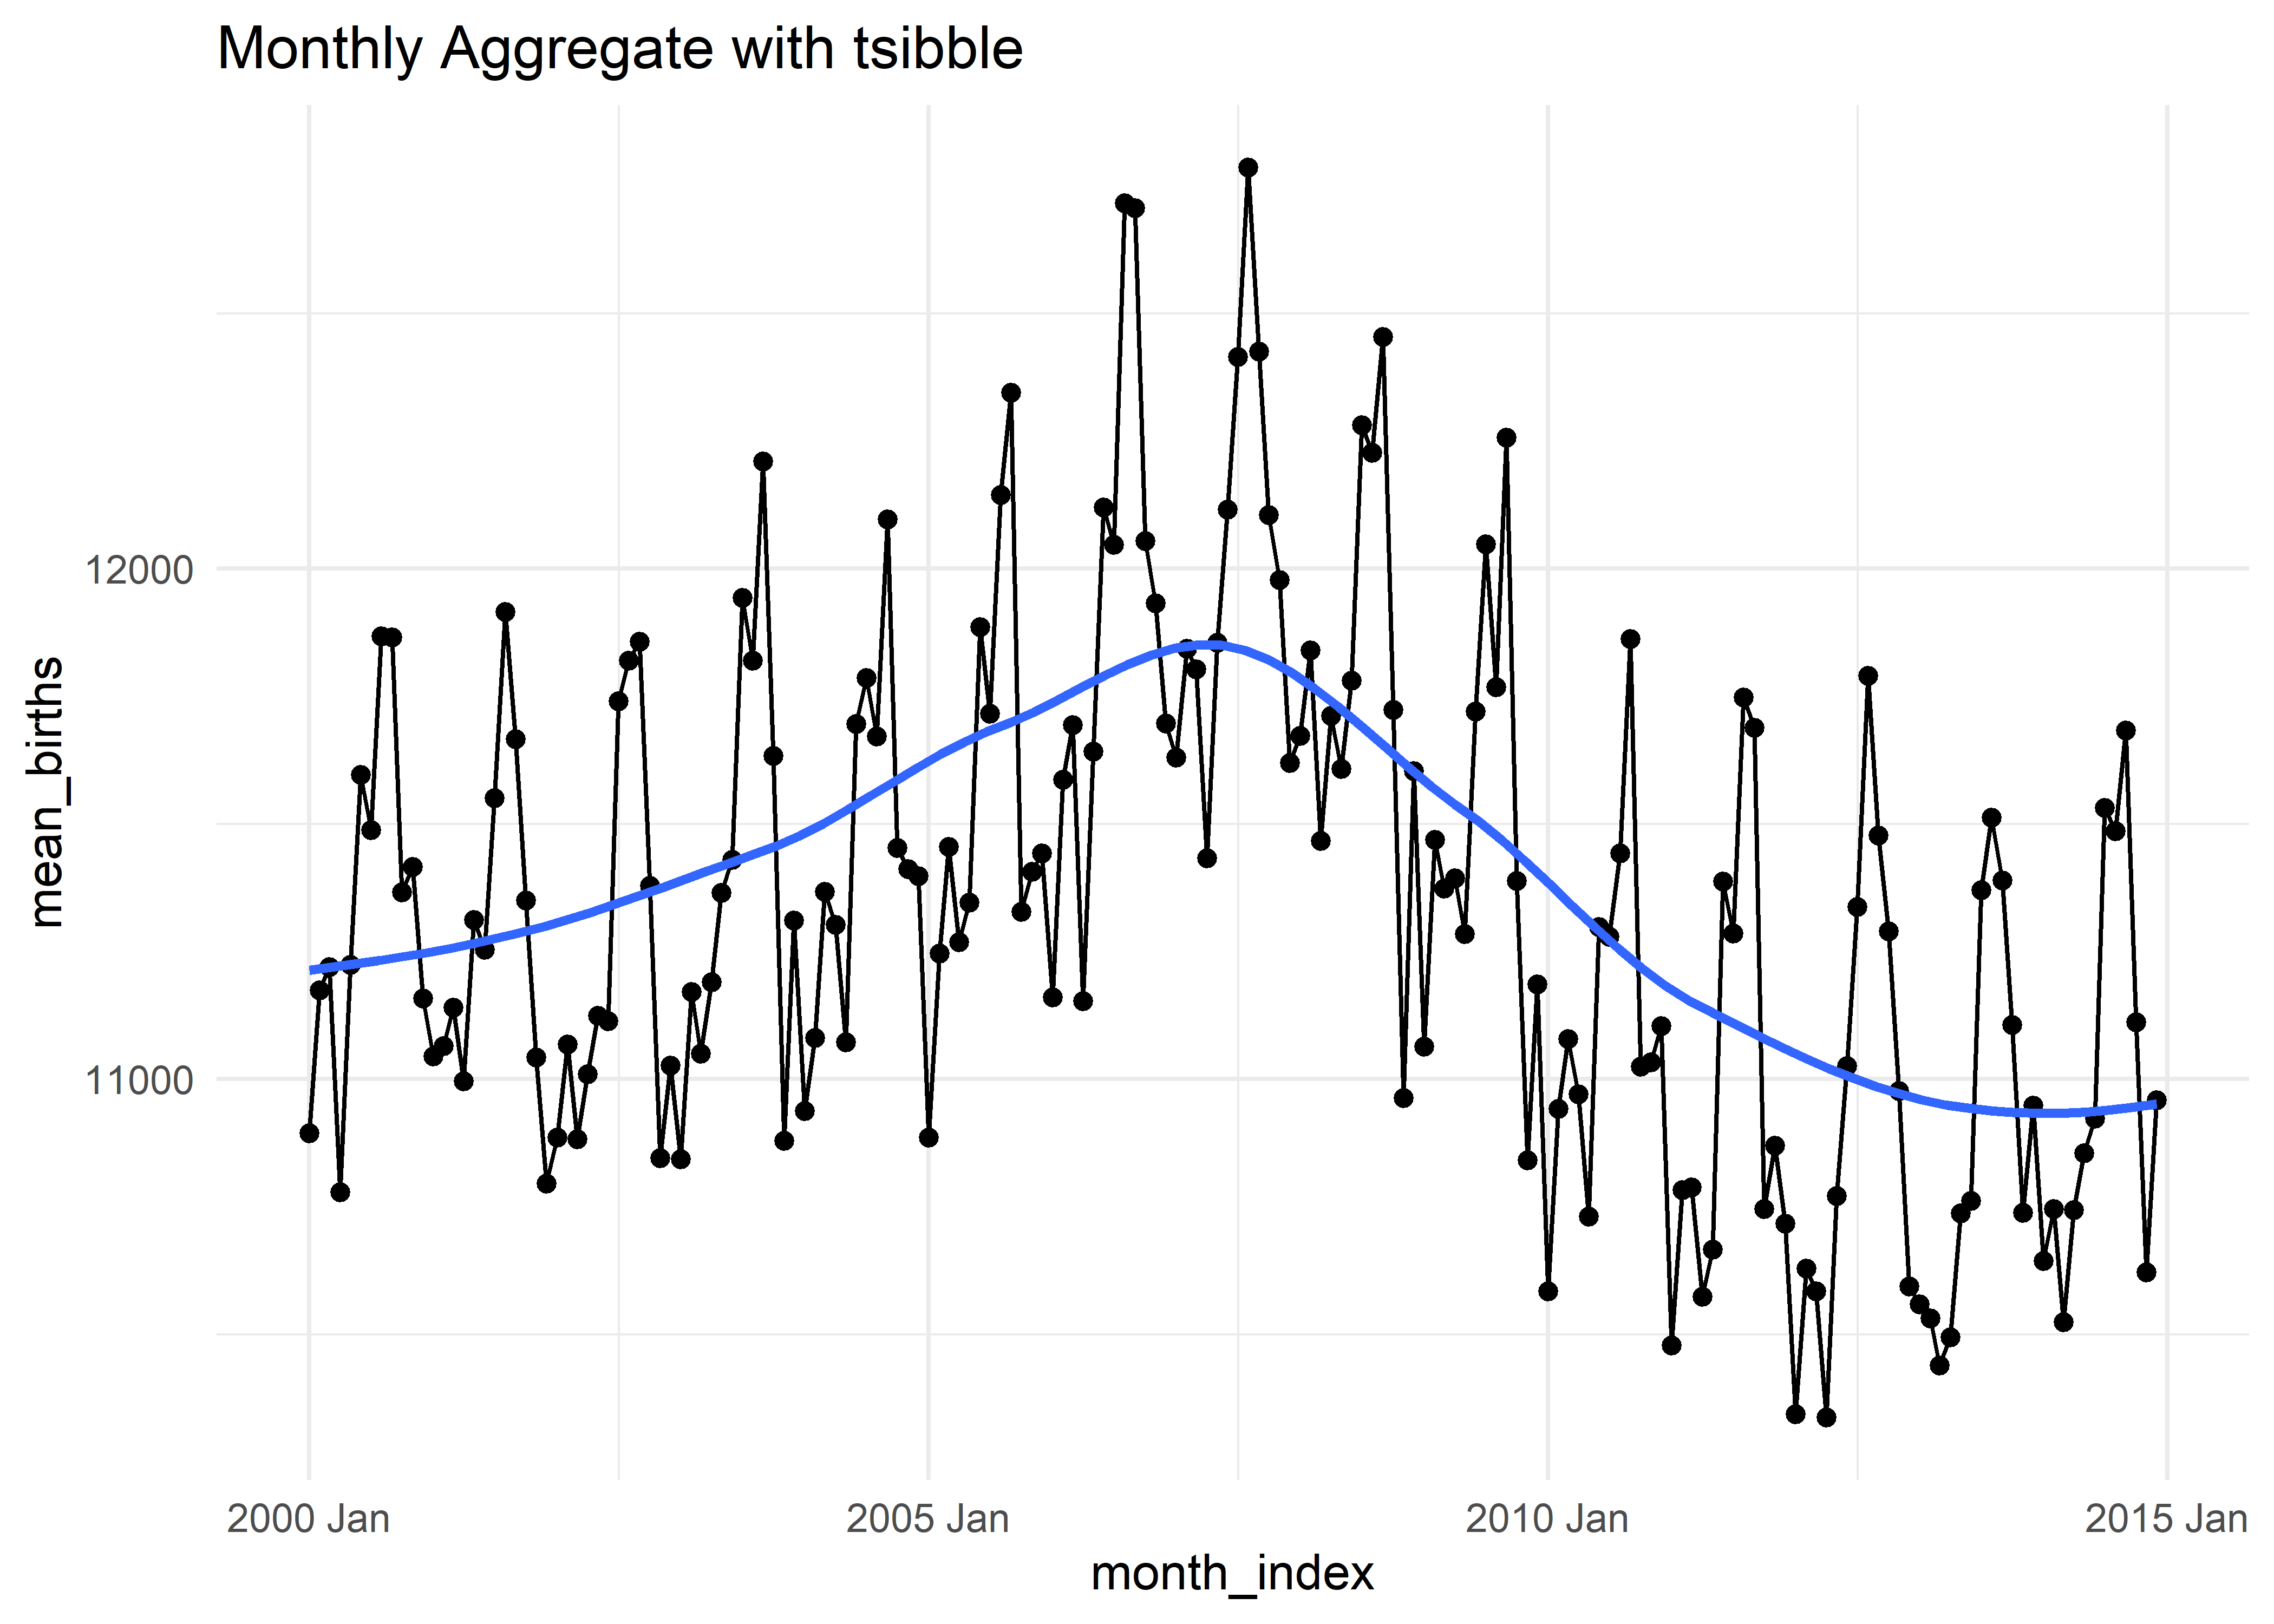 Monthly Aggregate with tsibble
mean_births
12000
11000
2000 Jan
2005 Jan
2010 Jan
2015 Jan
month_index